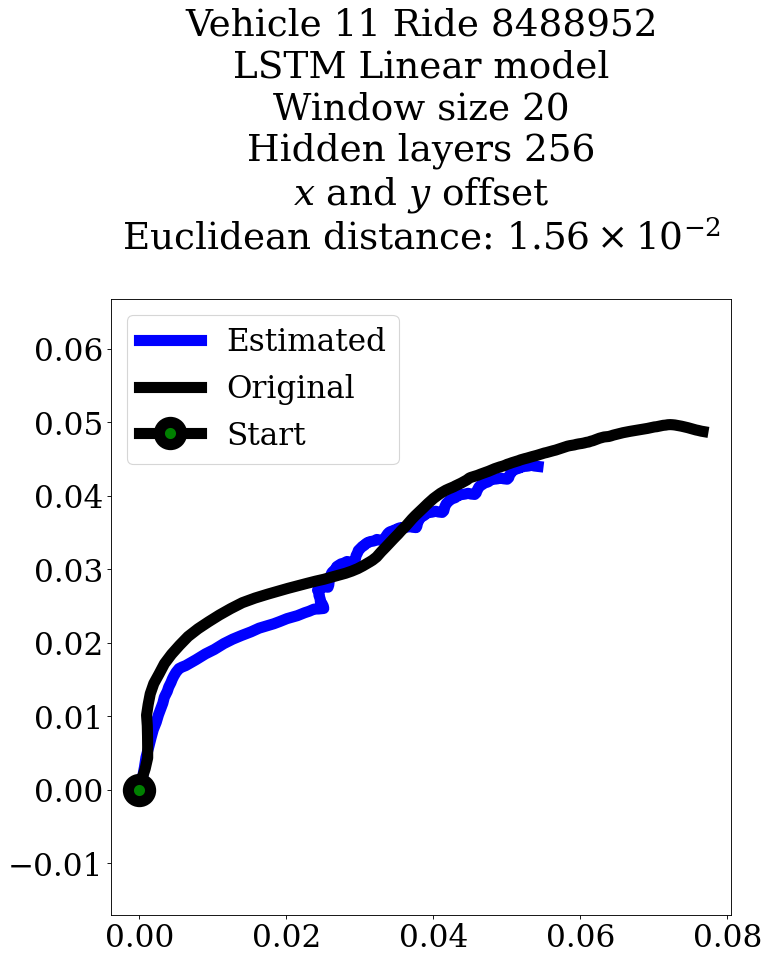 Vehicle 11 Ride 8488952
LSTM Linear model
Window size 20
Hidden layers 256
x and y offset
Euclidean distance: 1.56 × 10⁻²
Estimated
Original
Start
0.06
0.05
0.04
0.03
0.02
0.01
0.00
−0.01
0.00 0.02 0.04 0.06 0.08